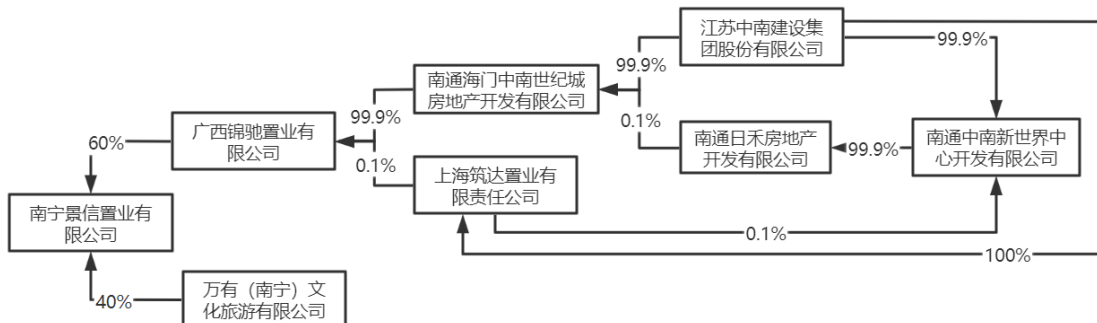 江苏中南建设集
团股份有限公司
99.9%
99.9%
南通海门中南世纪城
房地产开发有限公司
99.9%
0.1%
广西锦驰置业有
限公司
60%
南通日禾房地产
开发有限公司
99.9%
南通中南新世界中
心开发有限公司
0.1%
上海筑达置业有
限责任公司
南宁景信置业有
限公司
0.1%
100%
万有（南宁）文
化旅游有限公司
40%